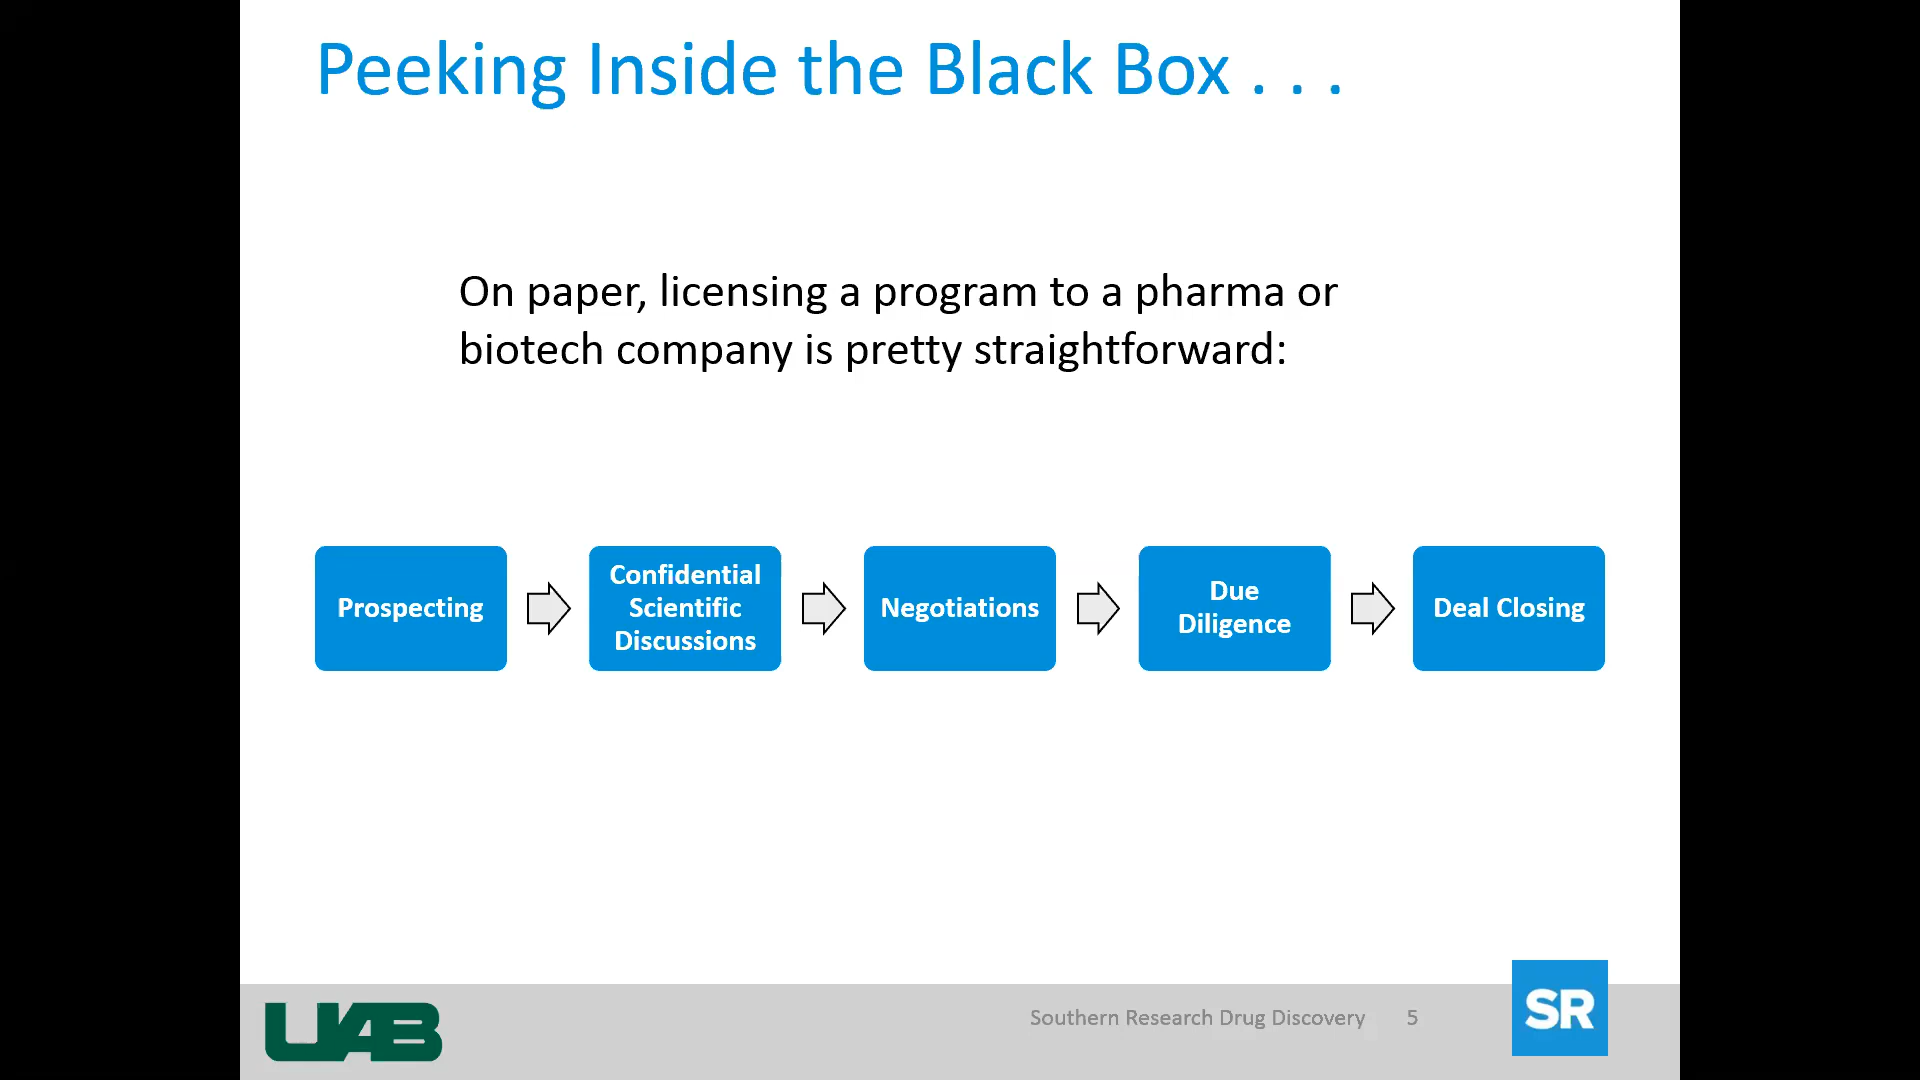 Peeking Inside the Black Box . . .
On paper, licensing a program to a pharma or
biotech company is pretty straightforward:
Prospecting
Confidential
Scientific
Discussions
Negotiations
Due
Diligence
Deal Closing
UAB
Southern Research Drug Discovery 5
SR